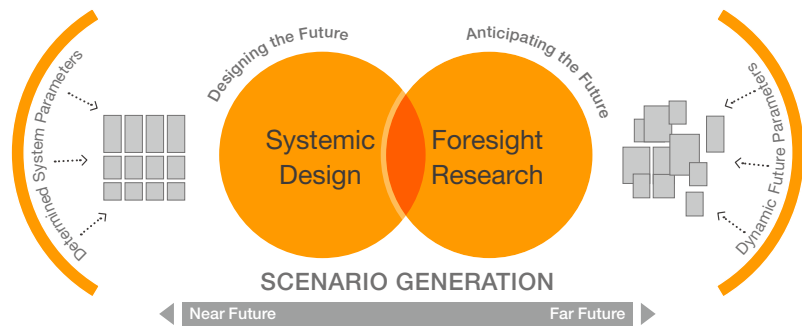 Designing the Future
Anticipating the Future
Determined System Parameters
Systemic
Design
Foresight
Research
Dynamic Future Parameters
SCENARIO GENERATION
Near Future
Far Future